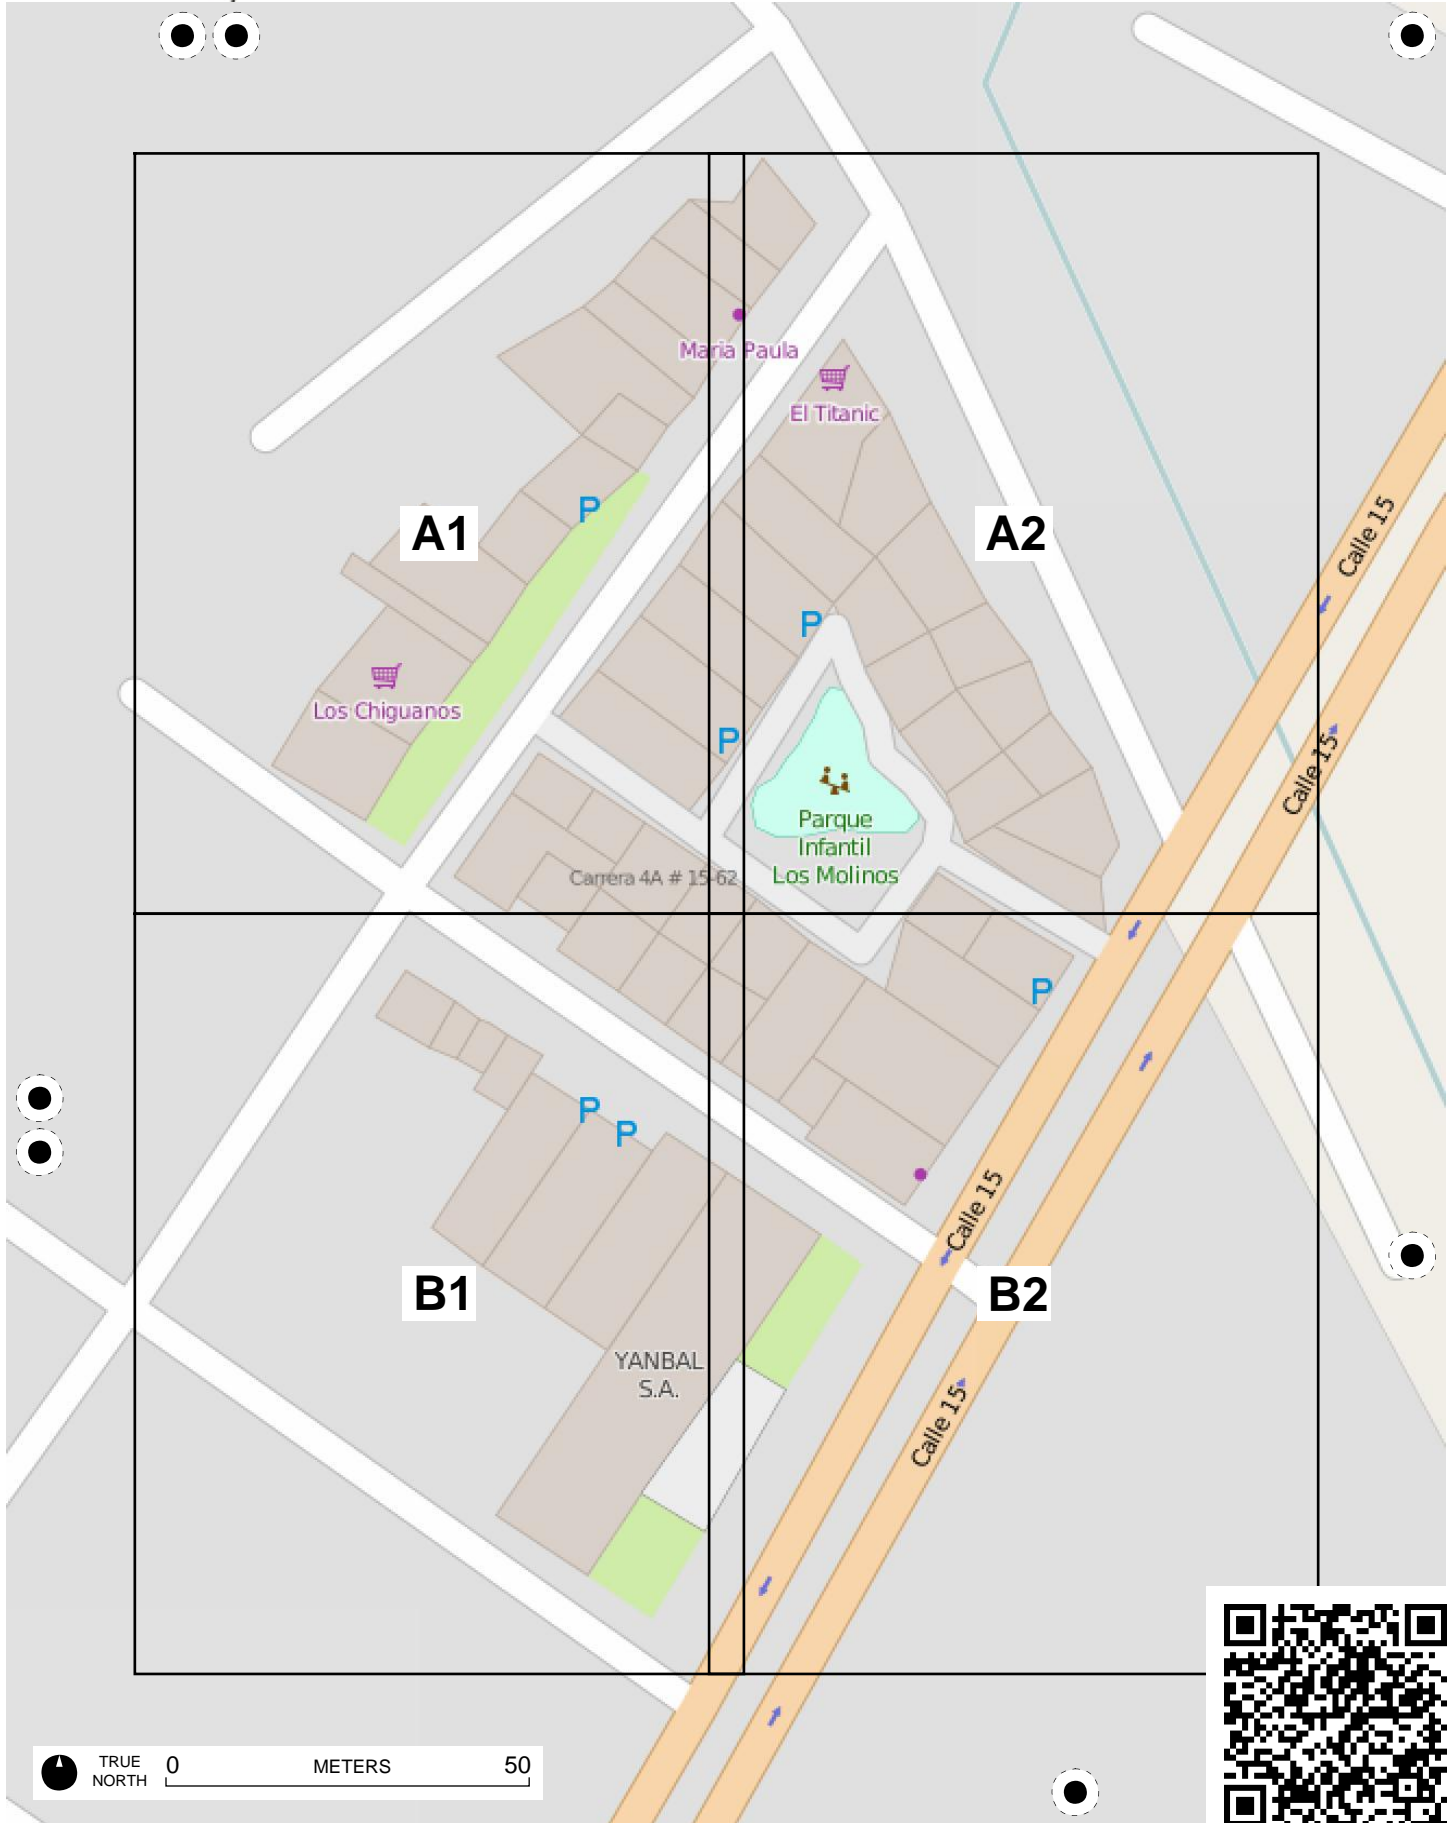 Maria Paula
El Titanic
P
A1
A2
Calle 15
P
Los Chiguanos
P
Calle 15
Parque
Infantil
Los Molinos
Carrera 4A # 15-62
P
P
P
Calle 15
B1
B2
YANBAL
S.A.
Calle 15
TRUE
NORTH
0
METERS
50